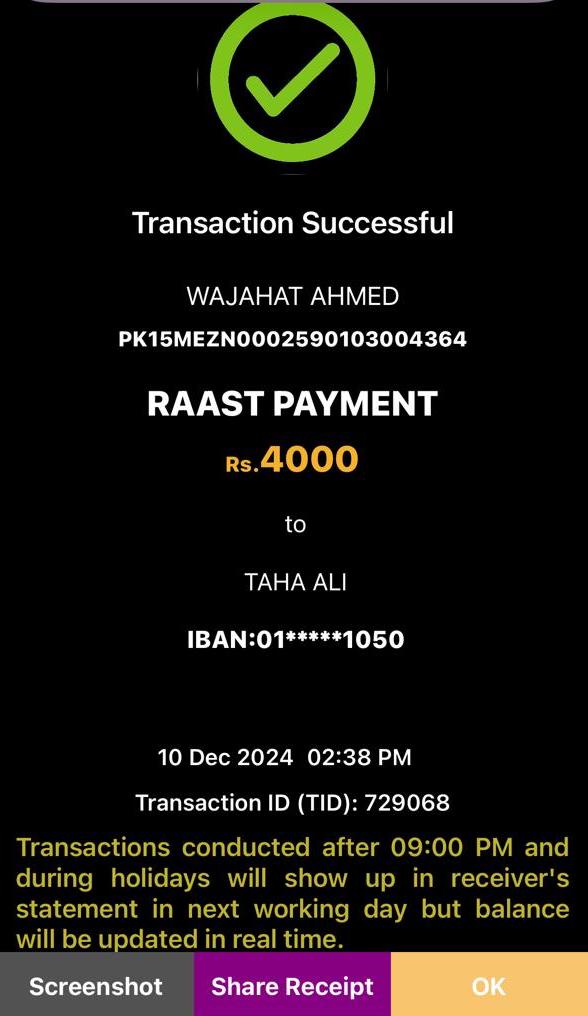 Transaction Successful
WAJAHAT AHMED
PK15MEZN0002590103004364
RAAST PAYMENT
Rs.4000
to
TAHA ALI
IBAN:01*****1050
10 Dec 2024 02:38 PM
Transaction ID (TID): 729068
Transactions conducted after 09:00 PM and
during holidays will show up in receiver's
statement in next working day but balance
will be updated in real time.
Screenshot
Share Receipt
OK